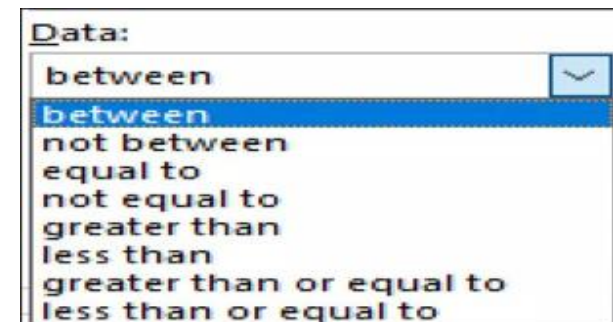 Data:
between
between
not between
equal to
not equal to
greater than
less than
greater than or equal to
less than or equal to